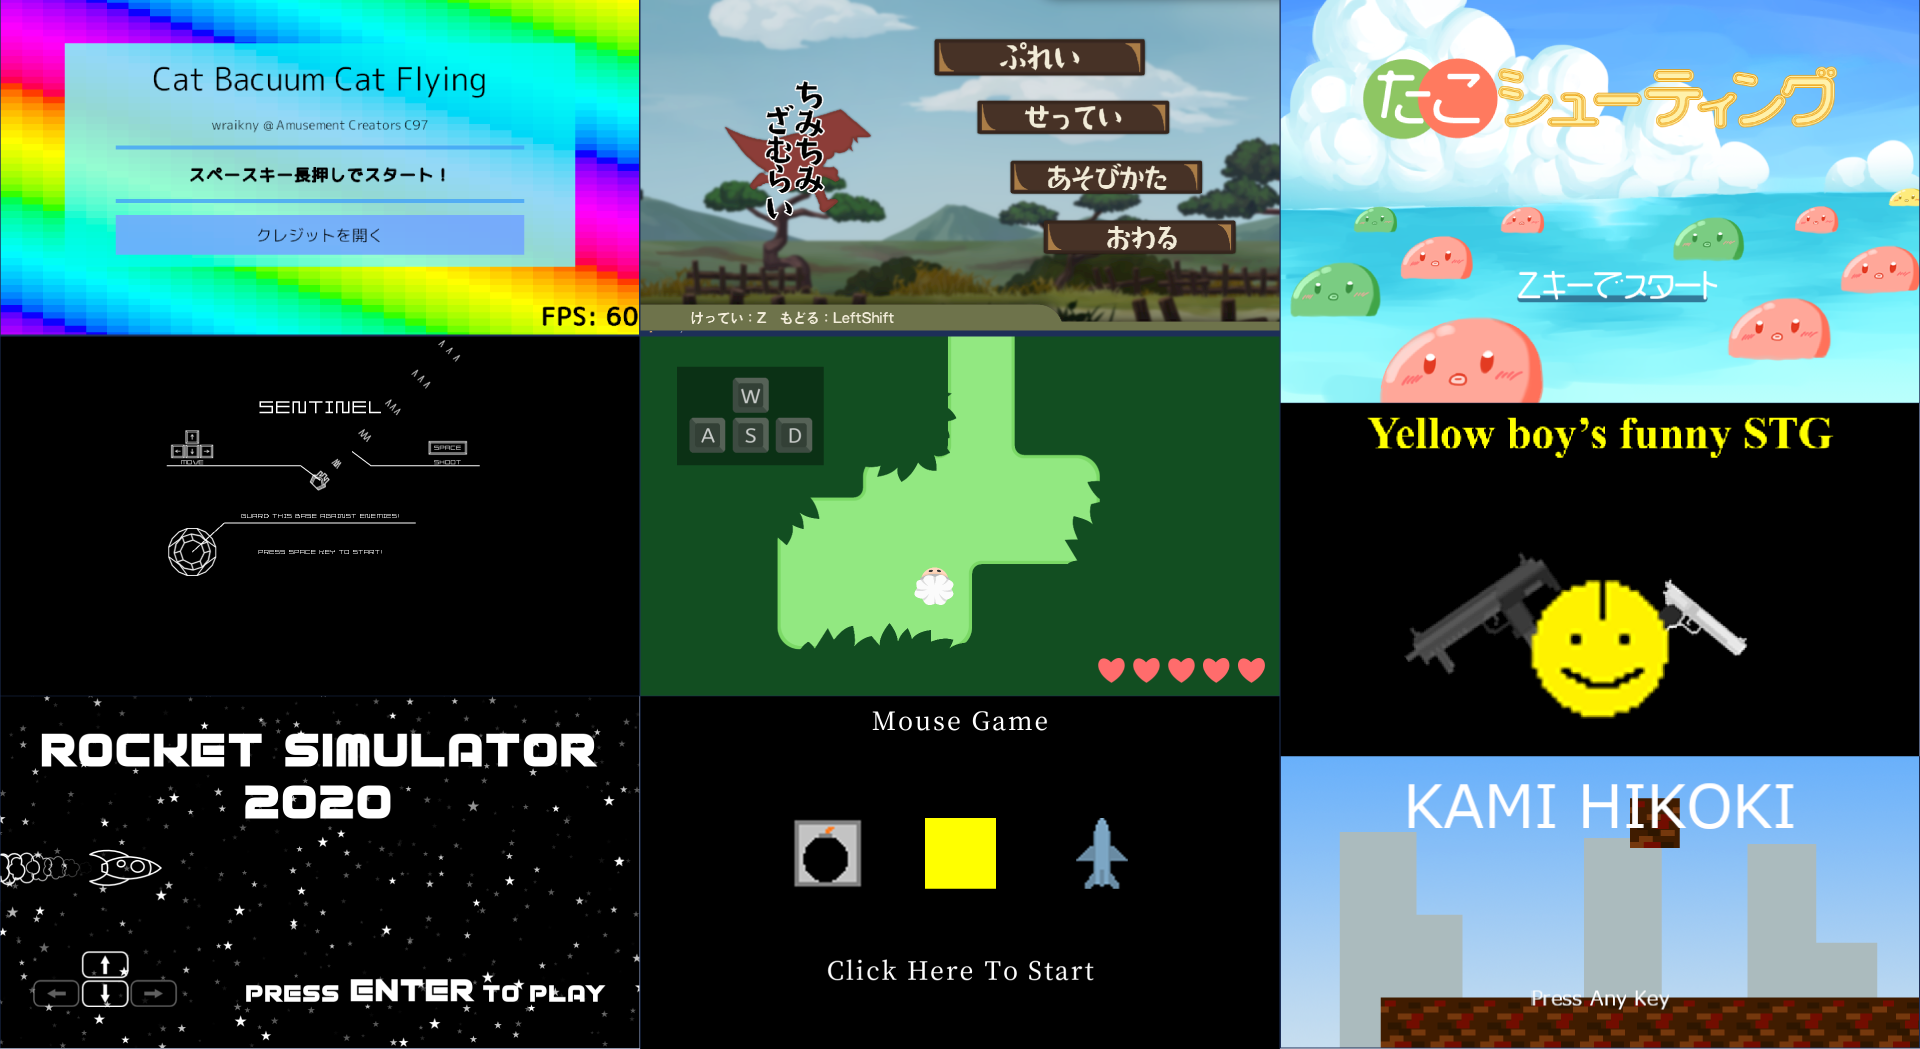 Cat Bacuum Cat Flying
wraikny @ Amusement Creators C97
スペースキー長押しでスタート！
クレジットを開く
FPS: 60
ちみちみ
ざむらい
ぷれい
せってい
あそびかた
おわる
けってい：Z　もどる：LeftShift
たこシューティング
Zキーでスタート
SENTINEL
MOVE
SPACE
SHOOT
GUARD THIS BASE AGAINST ENEMIES!
PRESS SPACE KEY TO START!
W
A S D
Yellow boy's funny STG
ROCKET SIMULATOR
2020
PRESS ENTER TO PLAY
Mouse Game
Click Here To Start
KAMI HIKOKI
Press Any Key